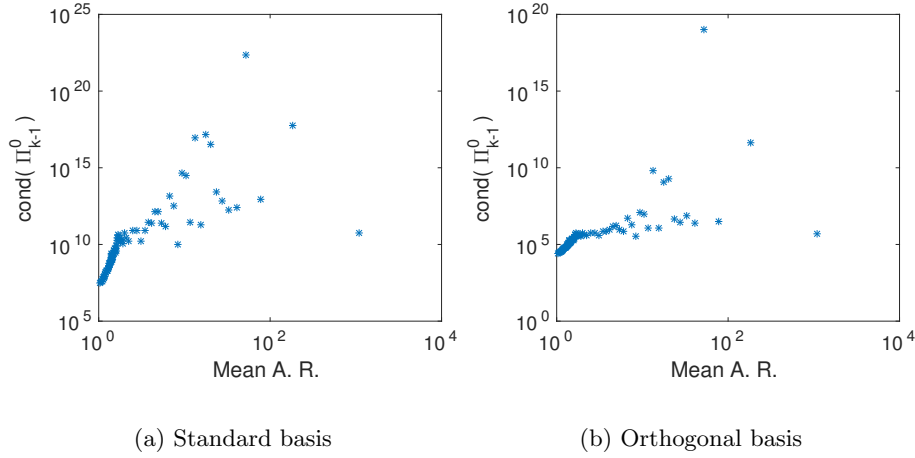 10^25
10^20
10^15
10^10
10^5
cond( Π^0_{k-1})
10^0
10^2
10^4
Mean A. R.
(a) Standard basis
10^20
10^15
10^10
10^5
10^0
cond( Π^0_{k-1})
10^0
10^2
10^4
Mean A. R.
(b) Orthogonal basis